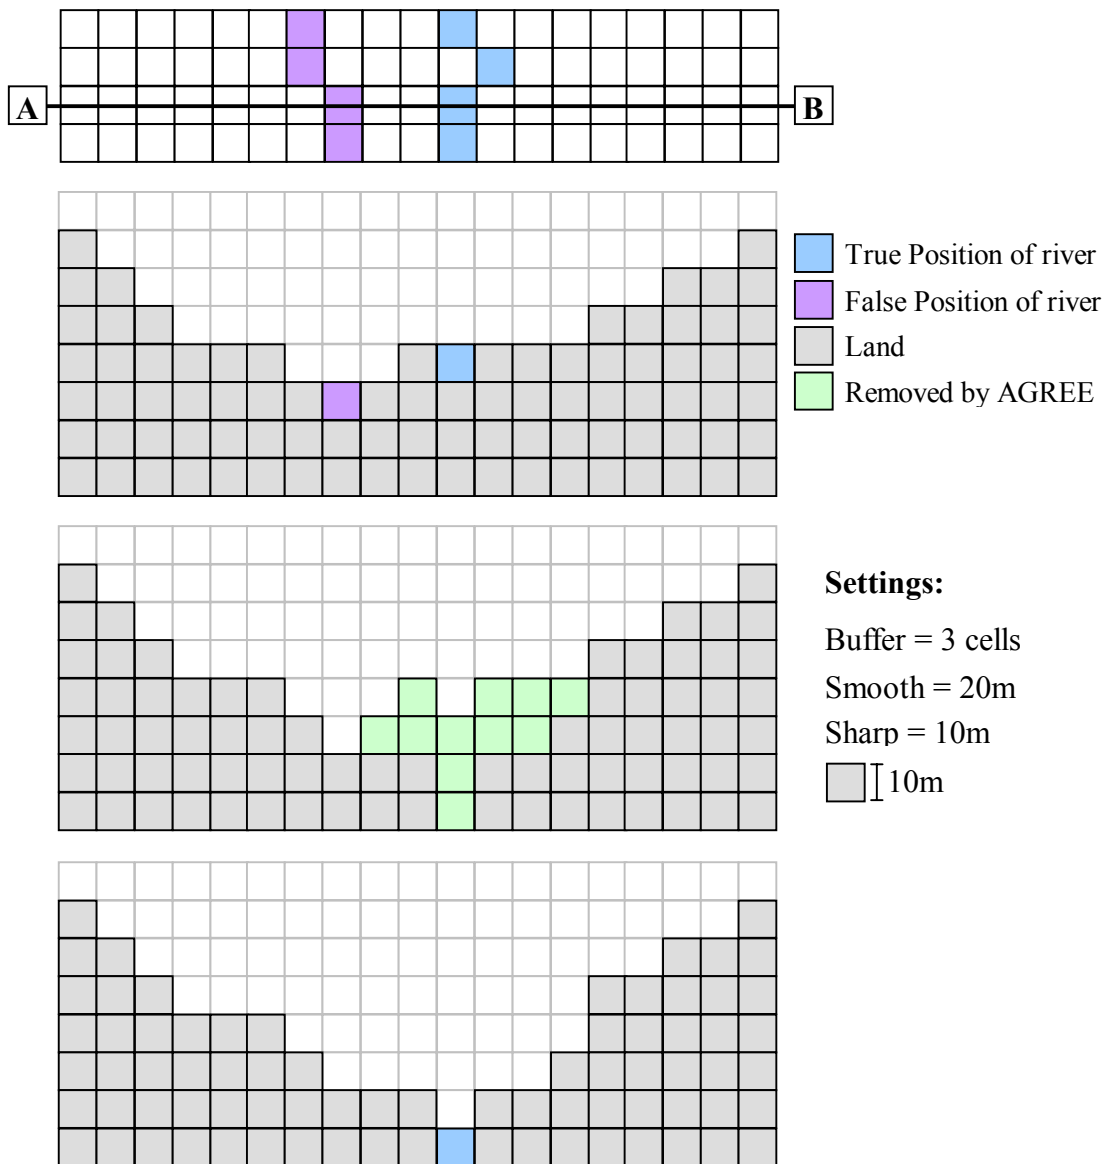 A
B
True Position of river
False Position of river
Land
Removed by AGREE
Settings:
Buffer = 3 cells
Smooth = 20m
Sharp = 10m
10m